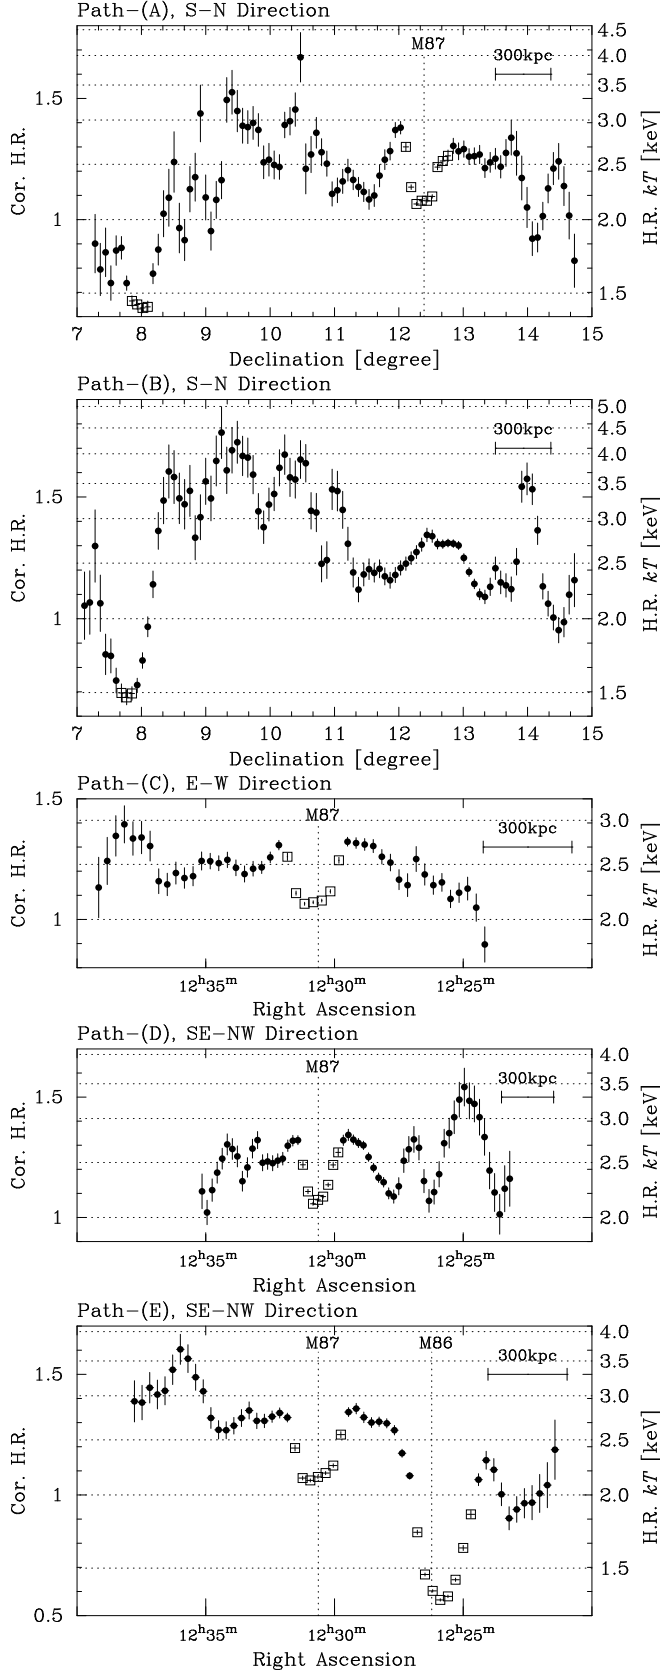 Path-(A), S-N Direction
M87
300kpc
4.5
4.0
3.5
3.0
2.5
2.0
1.5
1.5
1
Cor. H.R.
H.R. kT [keV]
7 8 9 10 11 12 13 14 15
Declination [degree]
Path-(B), S-N Direction
300kpc
5.0
4.5
4.0
3.5
3.0
2.5
2.0
1.5
1.5
1
Cor. H.R.
H.R. kT [keV]
7 8 9 10 11 12 13 14 15
Declination [degree]
Path-(C), E-W Direction
M87
300kpc
1.5
1
3.0
2.5
2.0
Cor. H.R.
H.R. kT [keV]
12h35m 12h30m 12h25m
Right Ascension
Path-(D), SE-NW Direction
M87
300kpc
1.5
1
4.0
3.5
3.0
2.5
2.0
Cor. H.R.
H.R. kT [keV]
12h35m 12h30m 12h25m
Right Ascension
Path-(E), SE-NW Direction
M87 M86
300kpc
1.5
1
0.5
4.0
3.5
3.0
2.5
2.0
1.5
Cor. H.R.
H.R. kT [keV]
12h35m 12h30m 12h25m
Right Ascension